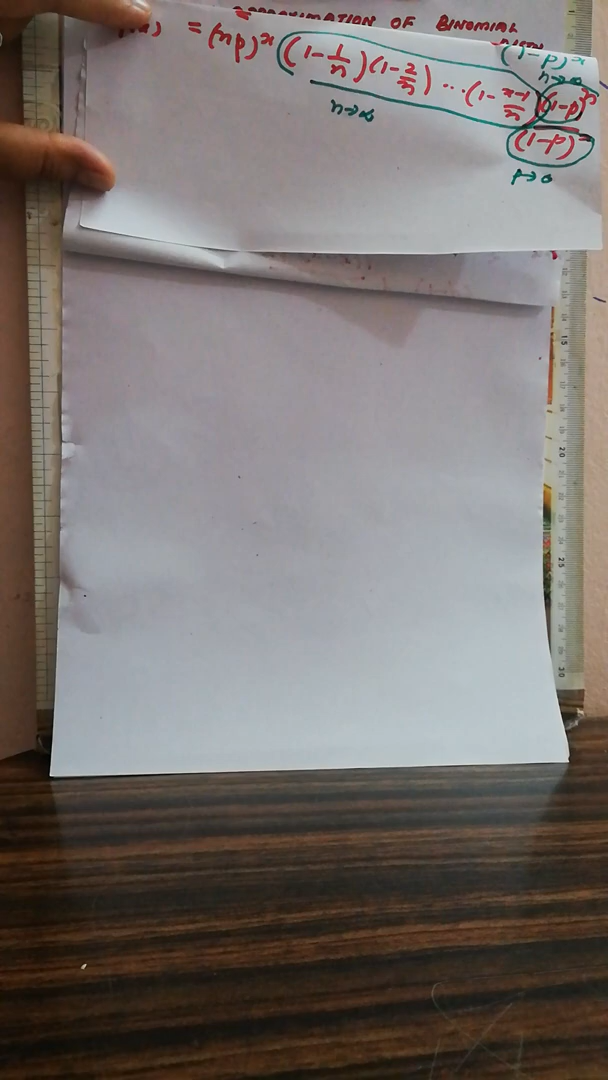 APPROXIMATION OF BINOMIAL
= (np)^x (1-1/n)(1-2/n) ... (1-x-1/n) (1-p)^n
(1-p)^x
n→∞
n→∞
(1-p)
p→0